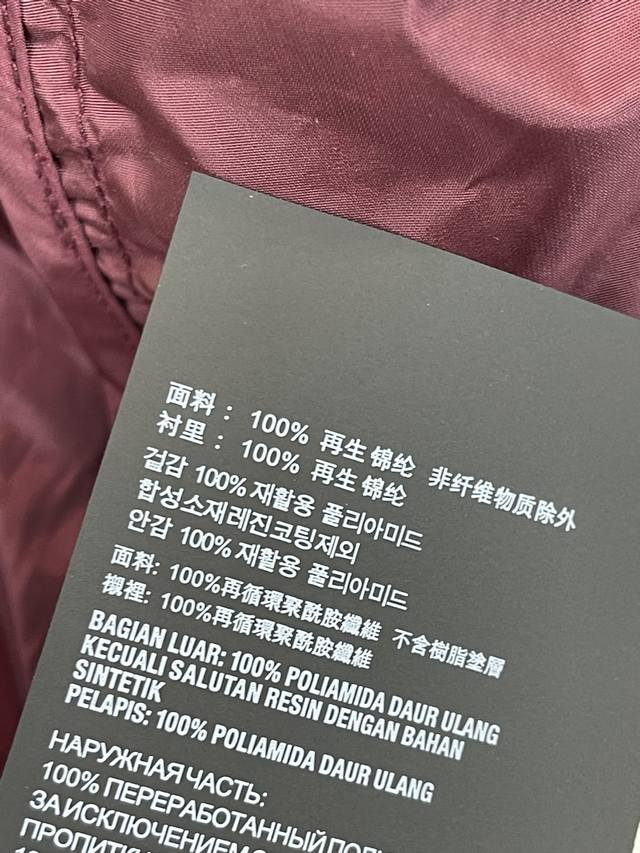 面料： 100% 再生 锦纶 非纤维物质除外
衬里： 100% 再生 锦纶
겉감 100% 재활용 폴리아미드
합성소재레진코팅제외
안감 100% 재활용 폴리아미드
面料: 100%再循環聚酰胺纖維 不含樹脂塗層
襯裡: 100%再循環聚酰胺纖維
BAGIAN LUAR: 100% POLIAMIDA DAUR ULANG
KECUALI SALUTAN RESIN DENGAN BAHAN
SINTETIK
PELAPIS: 100% POLIAMIDA DAUR ULANG
НАРУЖНАЯ ЧАСТЬ:
100% ПЕРЕРАБОТАННЫЙ
ЗА ИСКЛЮЧЕНИЕМ